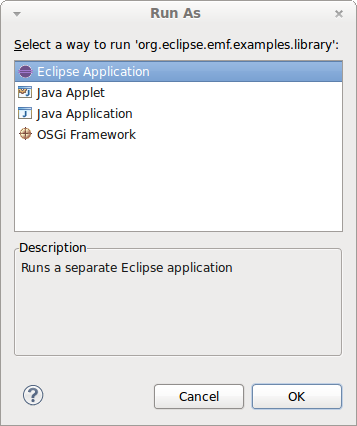 Run As
Select a way to run 'org.eclipse.emf.examples.library':
Eclipse Application
Java Applet
Java Application
OSGi Framework
Description
Runs a separate Eclipse application
?
Cancel
OK